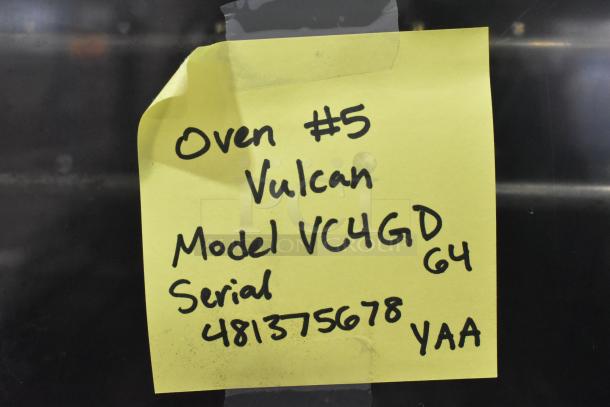 Oven #5
Vulcan
Model VC4GD
64
Serial
481375678
YAA